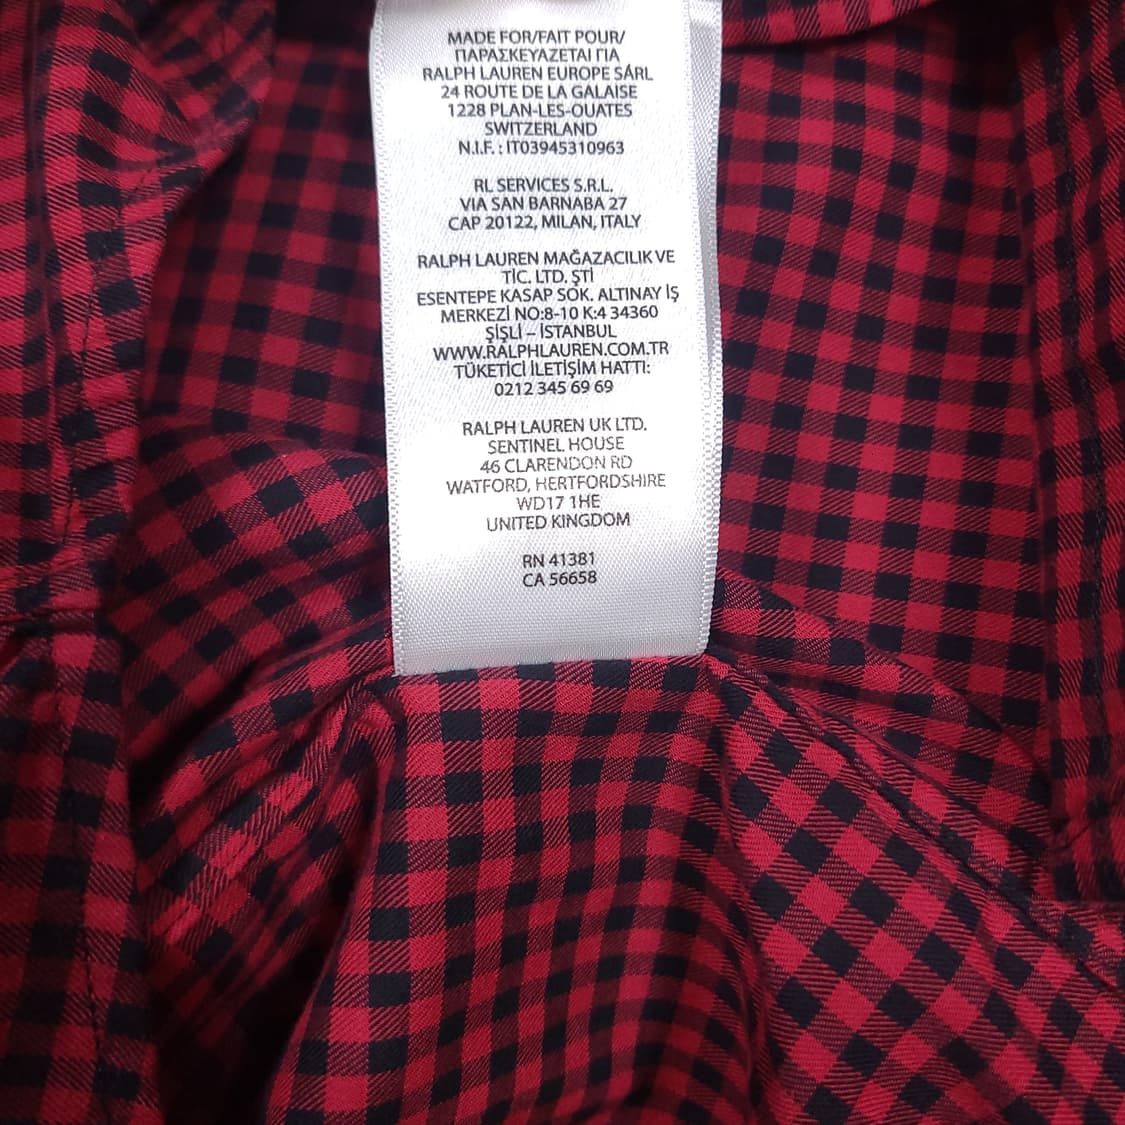 MADE FOR/FAIT POUR/
ΠΑΡΑΣΚΕΥΑΖΕΤΑΙ ΓΙΑ
RALPH LAUREN EUROPE SÁRL
24 ROUTE DE LA GALAISE
1228 PLAN-LES-OUATES
SWITZERLAND
N.I.F. : IT03945310963
RL SERVICES S.R.L.
VIA SAN BARNABA 27
CAP 20122, MILAN, ITALY
RALPH LAUREN MAĞAZACILIK VE
TİC. LTD. ŞTİ
ESENTEPE KASAP SOK. ALTINAY İŞ
MERKEZİ NO:8-10 K:4 34360
ŞİŞLİ – İSTANBUL
WWW.RALPHLAUREN.COM.TR
TÜKETİCİ İLETİŞİM HATTI:
0212 345 69 69
RALPH LAUREN UK LTD.
SENTINEL HOUSE
46 CLARENDON RD
WATFORD, HERTFORDSHIRE
WD17 1HE
UNITED KINGDOM
RN 41381
CA 56658